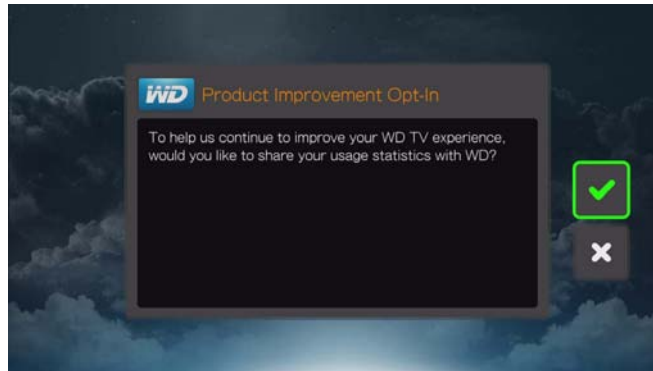 WD Product Improvement Opt-In
To help us continue to improve your WD TV experience,
would you like to share your usage statistics with WD?